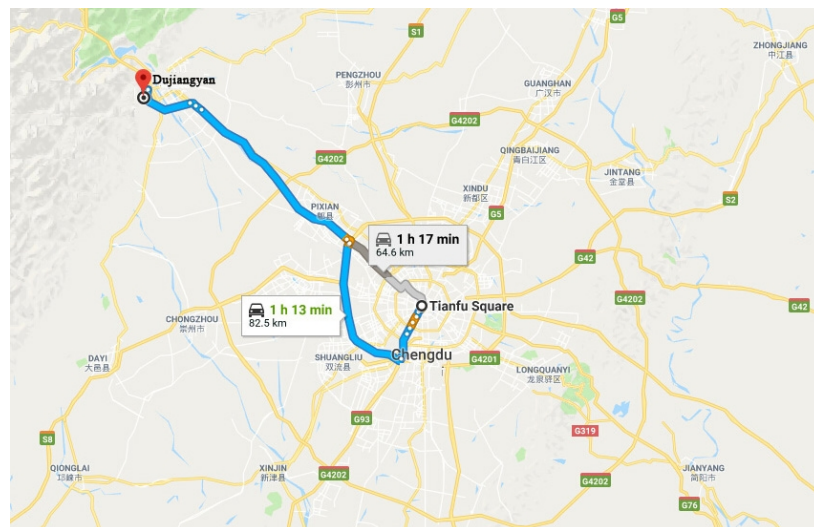 G5
S1
ZHONGJIANG
中江县
Dujiangyan
PENGZHOU
彭州市
GUANGHAN
广汉市
G4202
QINGBAIJIANG
青白江区
G4202
JINTANG
金堂县
XINDU
新都区
S2
PIXIAN
郫县
G5
1 h 17 min
64.6 km
G42
G4202
Tianfu Square
G42
1 h 13 min
82.5 km
CHONGZHOU
崇州市
Chengdu
DAYI
大邑县
SHUANGLIU
双流县
G4201
LONGQUANYI
龙泉驿区
G93
G319
S8
QIONGLAI
邛崃市
XINJIN
新津县
G4202
G4202
JIANYANG
简阳市
G76